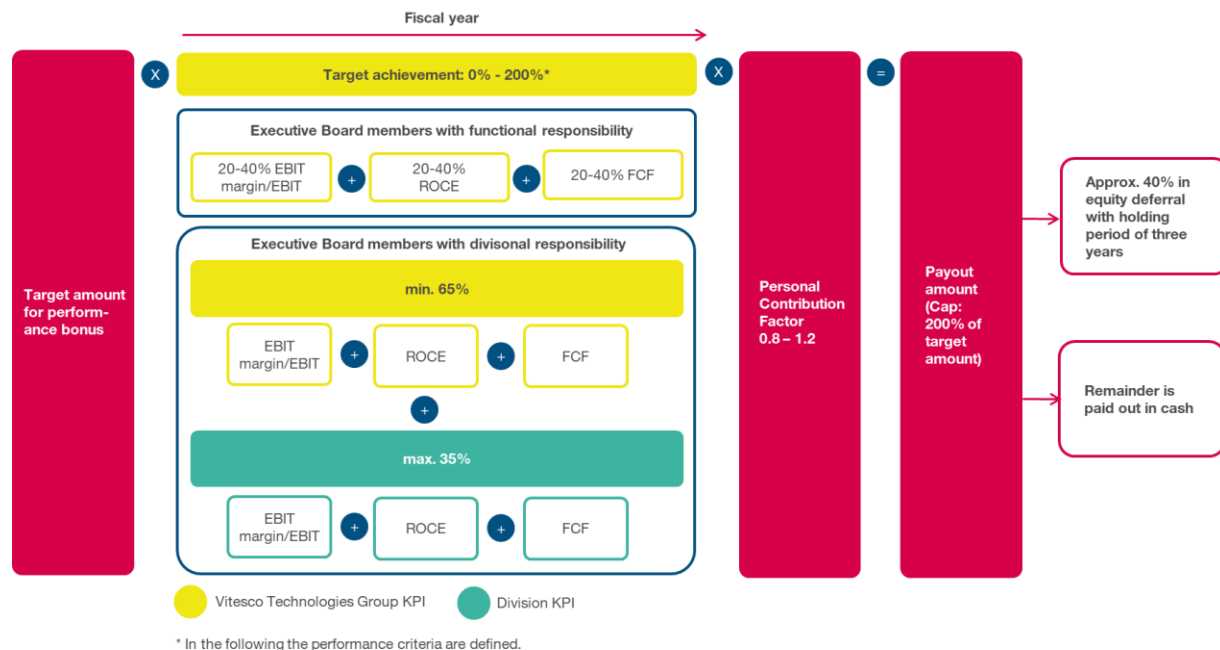 Fiscal year
Target amount
for perform-
ance bonus
X
Target achievement: 0% - 200%*
Executive Board members with functional responsibility
20-40% EBIT
margin/EBIT
+
20-40%
ROCE
+
20-40% FCF
Executive Board members with divisonal responsibility
min. 65%
EBIT
margin/EBIT
+
ROCE
+
FCF
+
max. 35%
EBIT
margin/EBIT
+
ROCE
+
FCF
X
Personal
Contribution
Factor
0.8 – 1.2
=
Payout
amount
(Cap:
200% of
target
amount)
Approx. 40% in
equity deferral
with holding
period of three
years
Remainder is
paid out in cash
Vitesco Technologies Group KPI
Division KPI
* In the following the performance criteria are defined.